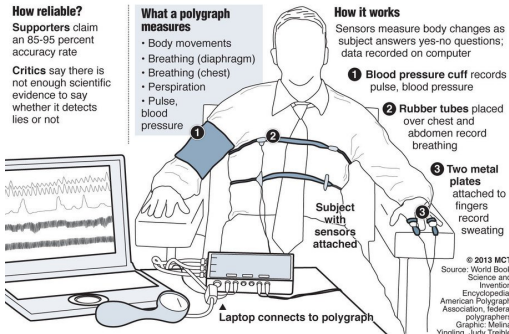 How reliable?
Supporters claim
an 85-95 percent
accuracy rate
Critics say there is
not enough scientific
evidence to say
whether it detects
lies or not
What a polygraph
measures
• Body movements
• Breathing (diaphragm)
• Breathing (chest)
• Perspiration
• Pulse,
blood
pressure
How it works
Sensors measure body changes as
subject answers yes-no questions;
data recorded on computer
1 Blood pressure cuff records
pulse, blood pressure
2 Rubber tubes placed
over chest and
abdomen record
breathing
3 Two metal
plates
attached to
fingers
record
sweating
1
2
3
Subject
with
sensors
attached
Laptop connects to polygraph
© 2013 MCT
Source: World Book
Science and
Invention
Encyclopedia,
American Polygraph
Association, federal
polygraphers
Graphic: Melina
Yingling, Judy Treible